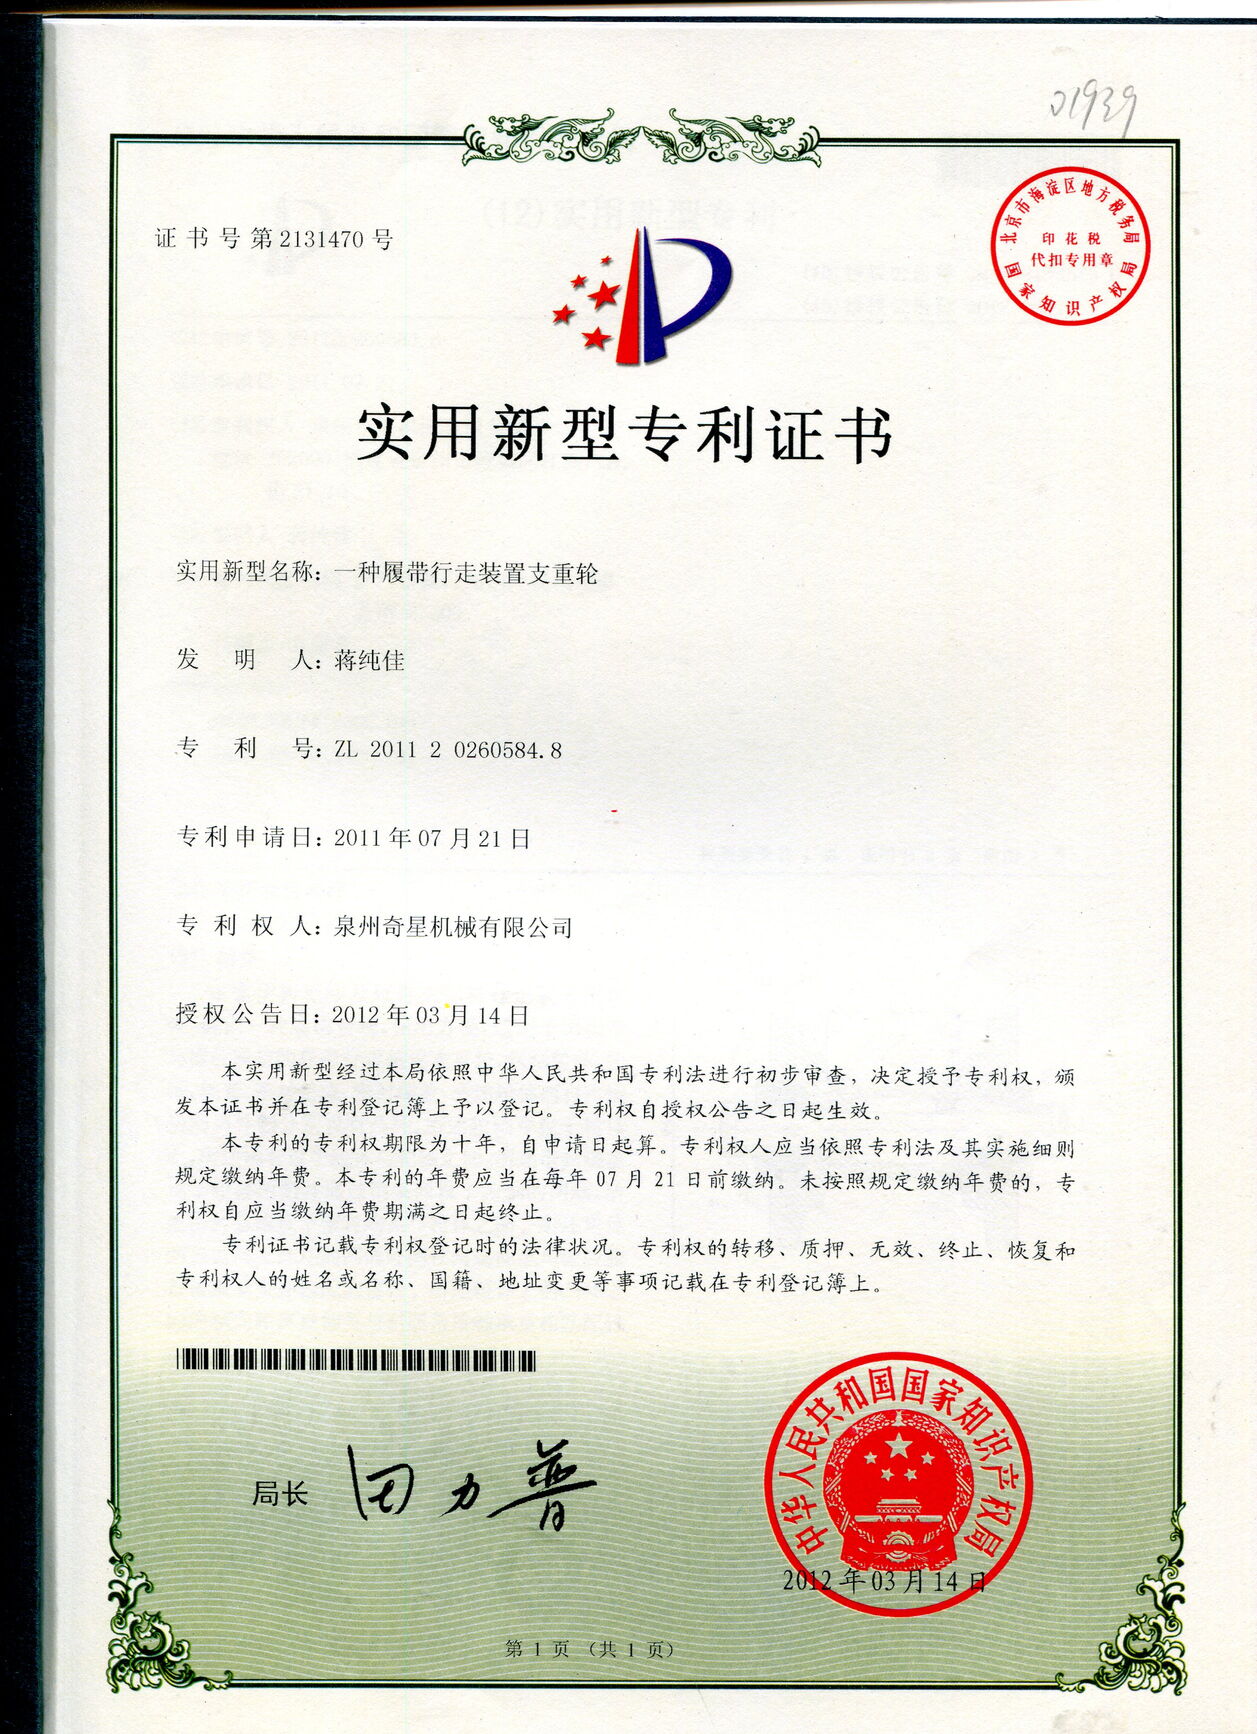 01939
北京市海淀区地方税务局
印花税
代扣专用章
国家知识产权局
证书号第2131470号
实用新型专利证书
实用新型名称：一种履带行走装置支重轮
发明人：蒋纯佳
专利号：ZL 2011 2 0260584.8
专利申请日：2011年07月21日
专利权人：泉州奇星机械有限公司
授权公告日：2012年03月14日
本实用新型经过本局依照中华人民共和国专利法进行初步审查，决定授予专利权，颁
发本证书并在专利登记簿上予以登记。专利权自授权公告之日起生效。
本专利的专利权期限为十年，自申请日起算。专利权人应当依照专利法及其实施细则
规定缴纳年费。本专利的年费应当在每年07月21日前缴纳。未按照规定缴纳年费的，专
利权自应当缴纳年费期满之日起终止。
专利证书记载专利权登记时的法律状况。专利权的转移、质押、无效、终止、恢复和
专利权人的姓名或名称、国籍、地址变更等事项记载在专利登记簿上。
局长 田力普
中华人民共和国国家知识产权局
2012年03月14日
第1页（共1页）